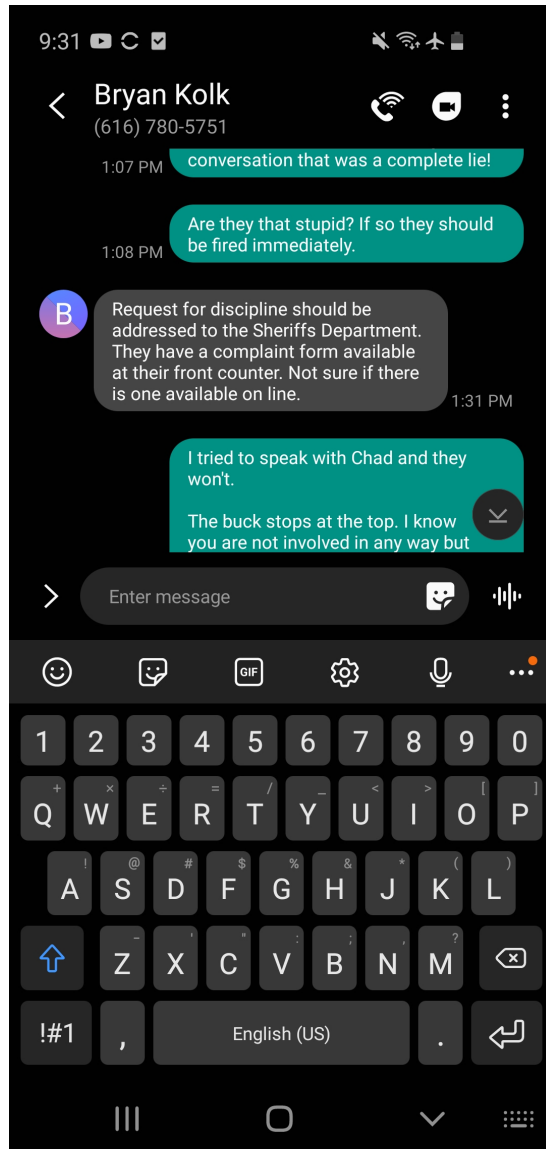 9:31
Bryan Kolk
(616) 780-5751
conversation that was a complete lie!
1:07 PM
Are they that stupid? If so they should
be fired immediately.
1:08 PM
B
Request for discipline should be
addressed to the Sheriffs Department.
They have a complaint form available
at their front counter. Not sure if there
is one available on line.
1:31 PM
I tried to speak with Chad and they
won't.
The buck stops at the top. I know
you are not involved in any way but
Enter message
GIF
1 2 3 4 5 6 7 8 9 0
+ × ÷ = / _ < > [ ]
Q W E R T Y U I O P
! @ # $ % & * ( )
A S D F G H J K L
- ' " : ; , ?
Z X C V B N M
!#1 , English (US) .